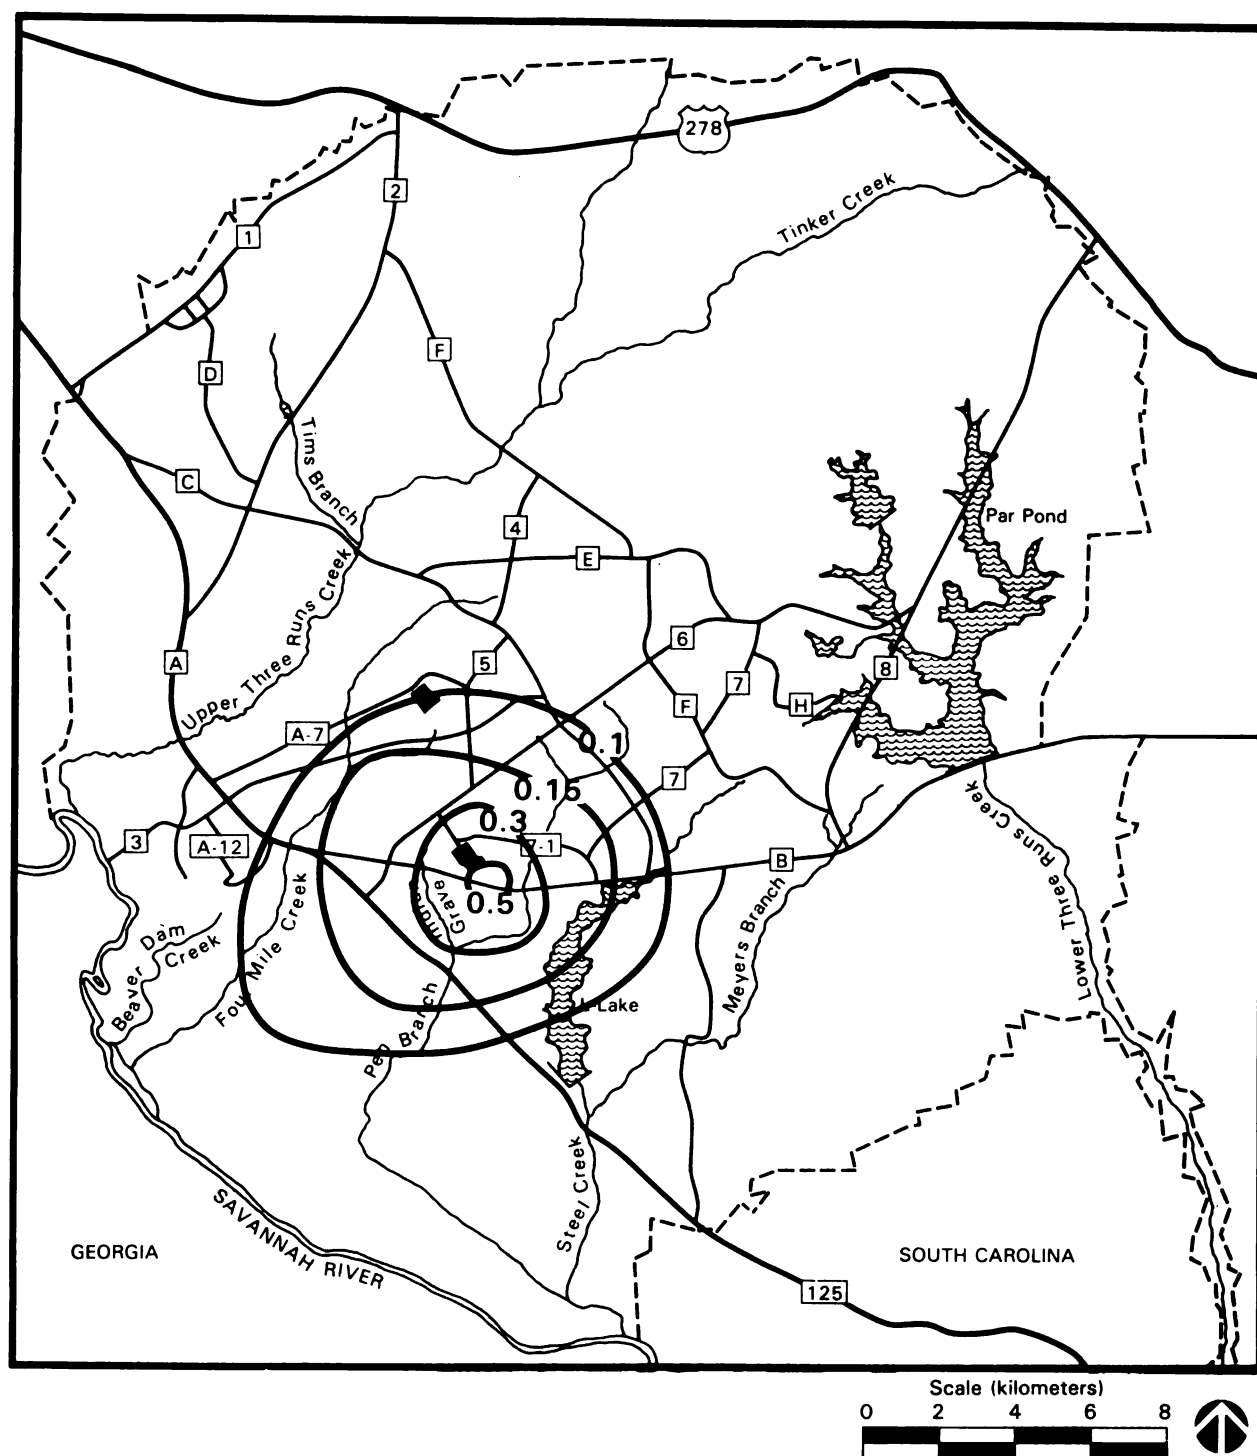 278
2
Tinker Creek
1
F
D
Tims Branch
C
Par Pond
4
E
Upper Three Runs Creek
6
5
A
8
7
H
F
A-7
0.1
7
0.15
0.3
3
A-12
7-1
B
0.5
Grave
Four Mile Creek
Beaver Dam
Creek
Pen Branch
L-Lake
Meyers Branch
Lower Three Runs Creek
Steel Creek
SAVANNAH RIVER
GEORGIA
SOUTH CAROLINA
125
Scale (kilometers)
0 2 4 6 8